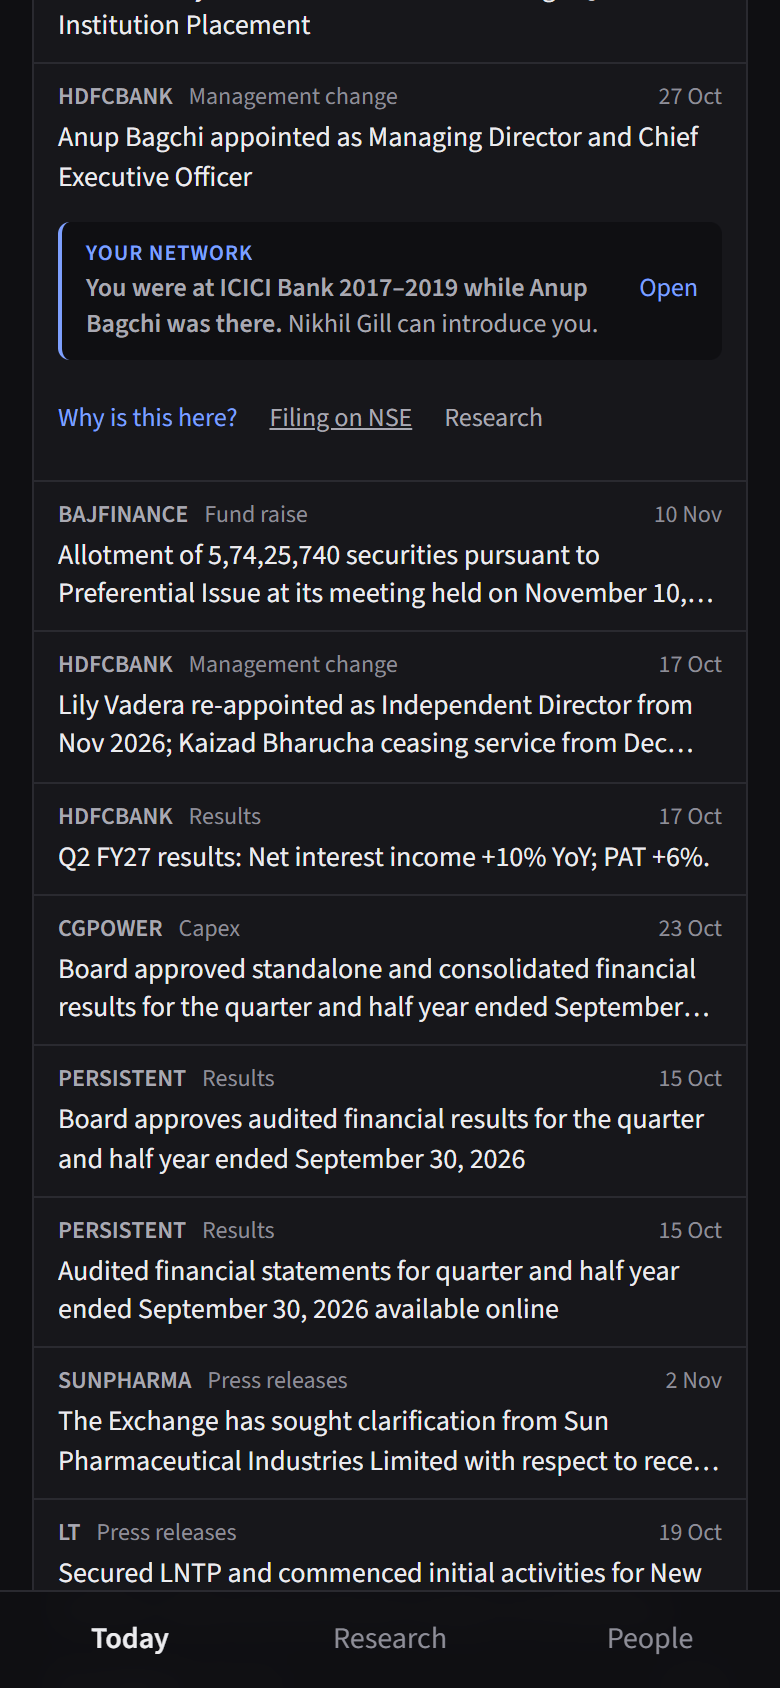 Institution Placement
HDFCBANK Management change 27 Oct
Anup Bagchi appointed as Managing Director and Chief
Executive Officer
YOUR NETWORK
You were at ICICI Bank 2017–2019 while Anup
Bagchi was there. Nikhil Gill can introduce you.
Open
Why is this here? Filing on NSE Research
BAJFINANCE Fund raise 10 Nov
Allotment of 5,74,25,740 securities pursuant to
Preferential Issue at its meeting held on November 10,…
HDFCBANK Management change 17 Oct
Lily Vadera re-appointed as Independent Director from
Nov 2026; Kaizad Bharucha ceasing service from Dec…
HDFCBANK Results 17 Oct
Q2 FY27 results: Net interest income +10% YoY; PAT +6%.
CGPOWER Capex 23 Oct
Board approved standalone and consolidated financial
results for the quarter and half year ended September…
PERSISTENT Results 15 Oct
Board approves audited financial results for the quarter
and half year ended September 30, 2026
PERSISTENT Results 15 Oct
Audited financial statements for quarter and half year
ended September 30, 2026 available online
SUNPHARMA Press releases 2 Nov
The Exchange has sought clarification from Sun
Pharmaceutical Industries Limited with respect to rece…
LT Press releases 19 Oct
Secured LNTP and commenced initial activities for New
Today Research People